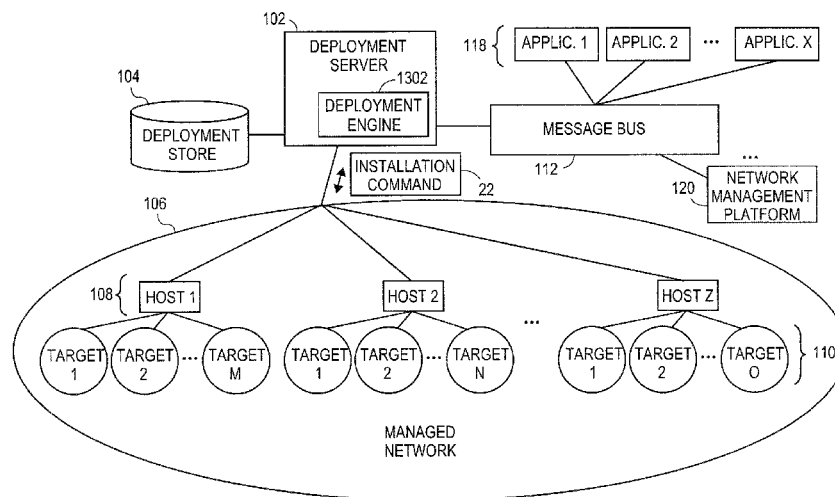 102
DEPLOYMENT
SERVER
1302
DEPLOYMENT
ENGINE
104
DEPLOYMENT
STORE
118
APPLIC. 1
APPLIC. 2
...
APPLIC. X
MESSAGE BUS
112
...
120
NETWORK
MANAGEMENT
PLATFORM
INSTALLATION
COMMAND
22
106
108
HOST 1
HOST 2
...
HOST Z
TARGET
1
TARGET
2
...
TARGET
M
TARGET
1
TARGET
2
...
TARGET
N
TARGET
1
TARGET
2
...
TARGET
O
110
MANAGED
NETWORK